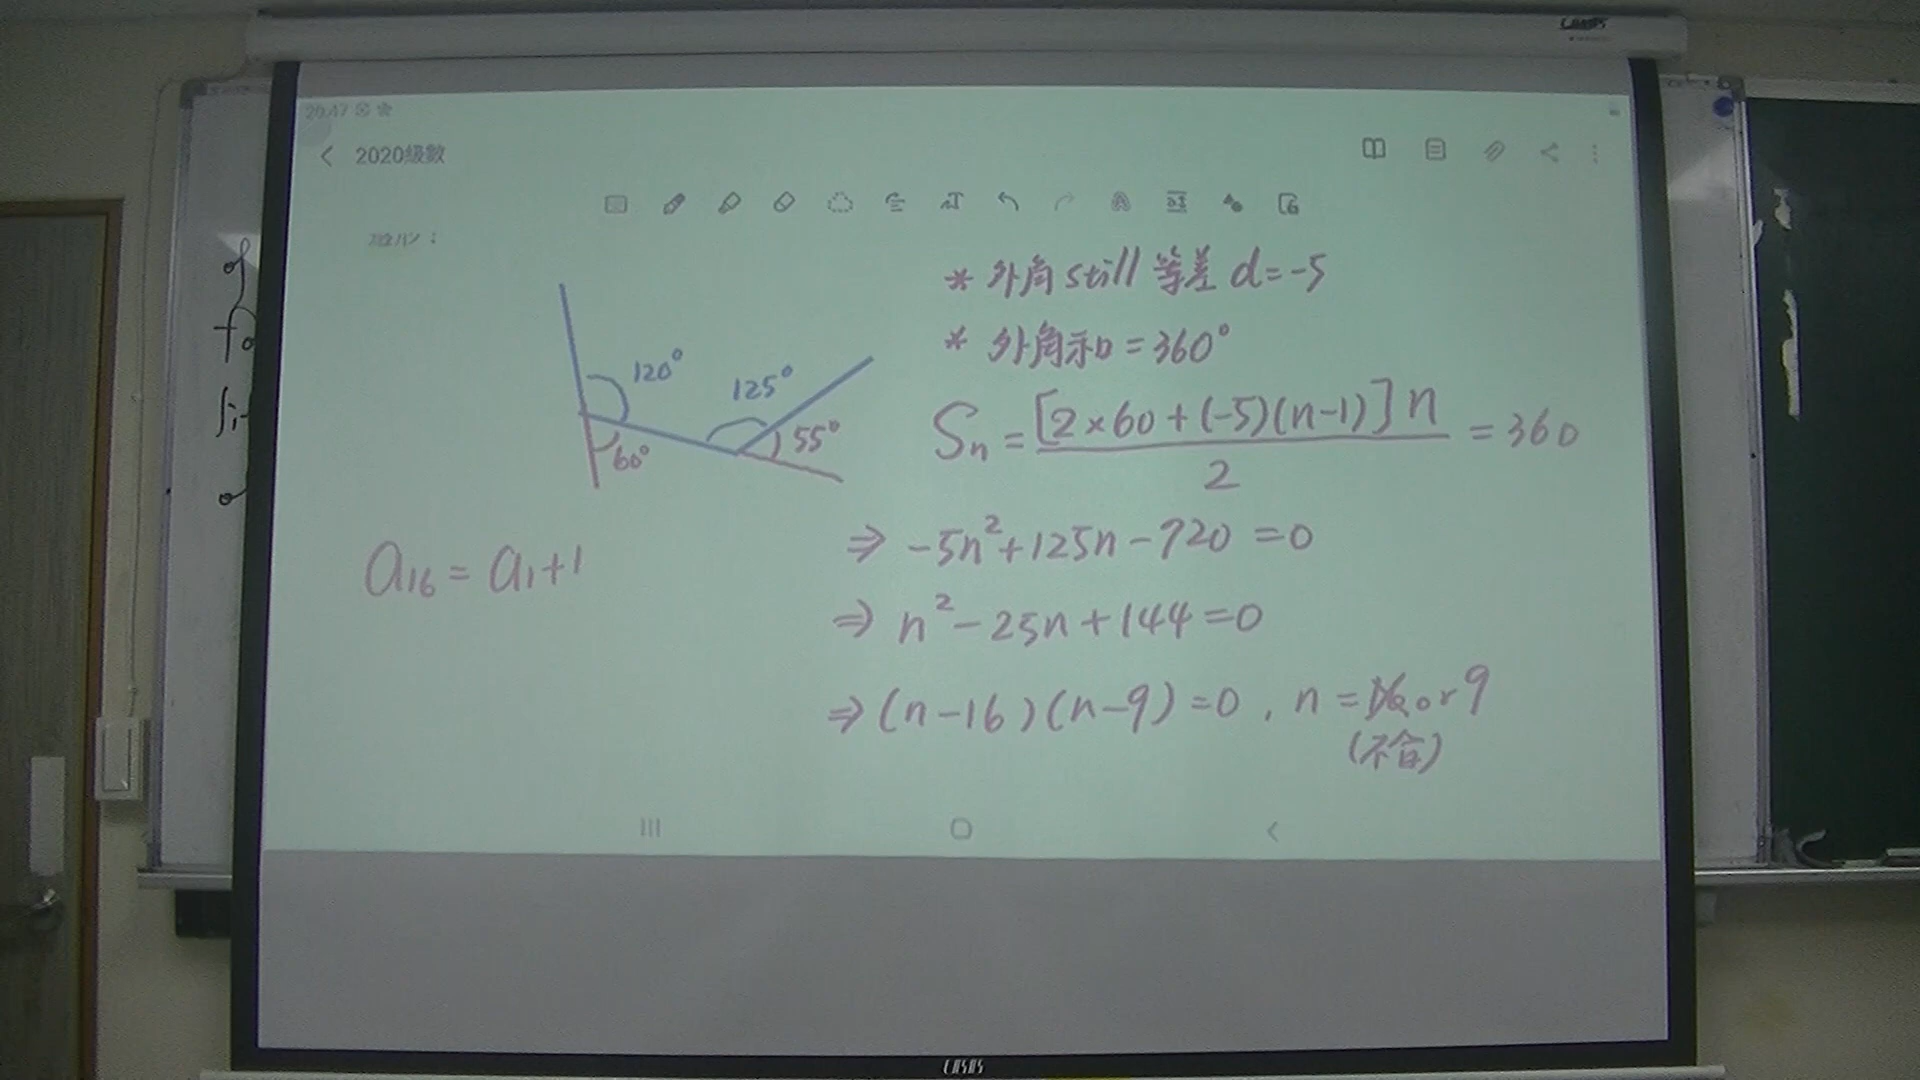 20:47
2020級數
* 外角 still 等差 d=-5
* 外角和=360°
120°
125°
60°
55°
Sn = [2×60+(-5)(n-1)]n / 2 = 360
⇒ -5n²+125n-720=0
a16 = a1+1
⇒ n²-25n+144=0
⇒ (n-16)(n-9)=0, n=16 or 9
(不合)